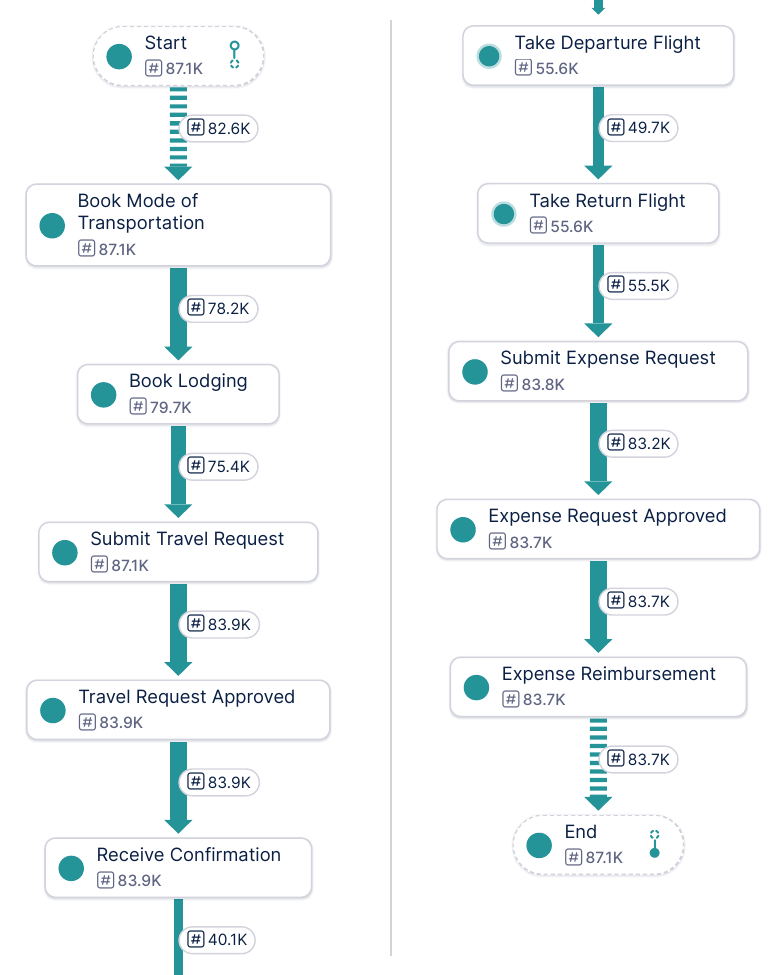 Start
# 87.1K
# 82.6K
Book Mode of
Transportation
# 87.1K
# 78.2K
Book Lodging
# 79.7K
# 75.4K
Submit Travel Request
# 87.1K
# 83.9K
Travel Request Approved
# 83.9K
# 83.9K
Receive Confirmation
# 83.9K
# 40.1K
Take Departure Flight
# 55.6K
# 49.7K
Take Return Flight
# 55.6K
# 55.5K
Submit Expense Request
# 83.8K
# 83.2K
Expense Request Approved
# 83.7K
# 83.7K
Expense Reimbursement
# 83.7K
# 83.7K
End
# 87.1K